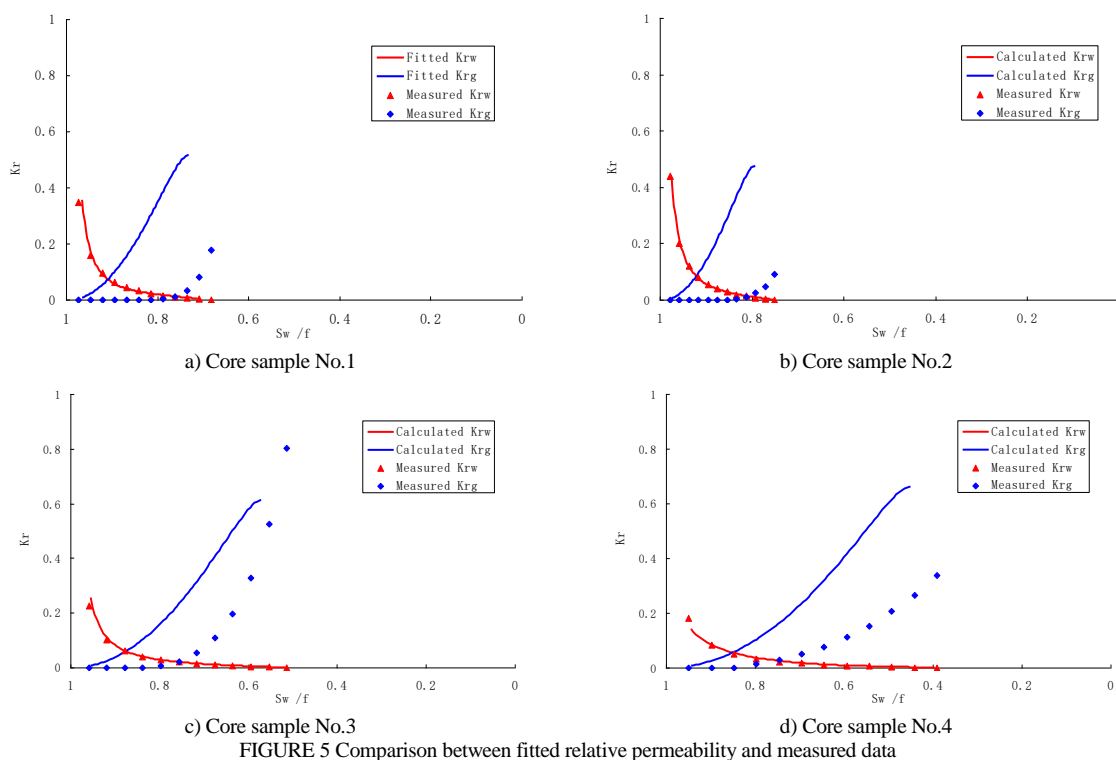 1
0.8
0.6
0.4
0.2
0
Kr
1 0.8 0.6 0.4 0.2 0
Sw /f
Fitted Krw
Fitted Krg
Measured Krw
Measured Krg
a) Core sample No.1
1
0.8
0.6
0.4
0.2
0
Kr
1 0.8 0.6 0.4 0.2 0
Sw /f
Calculated Krw
Calculated Krg
Measured Krw
Measured Krg
b) Core sample No.2
1
0.8
0.6
0.4
0.2
0
Kr
1 0.8 0.6 0.4 0.2 0
Sw /f
Calculated Krw
Calculated Krg
Measured Krw
Measured Krg
c) Core sample No.3
1
0.8
0.6
0.4
0.2
0
Kr
1 0.8 0.6 0.4 0.2 0
Sw /f
Calculated Krw
Calculated Krg
Measured Krw
Measured Krg
d) Core sample No.4
FIGURE 5 Comparison between fitted relative permeability and measured data